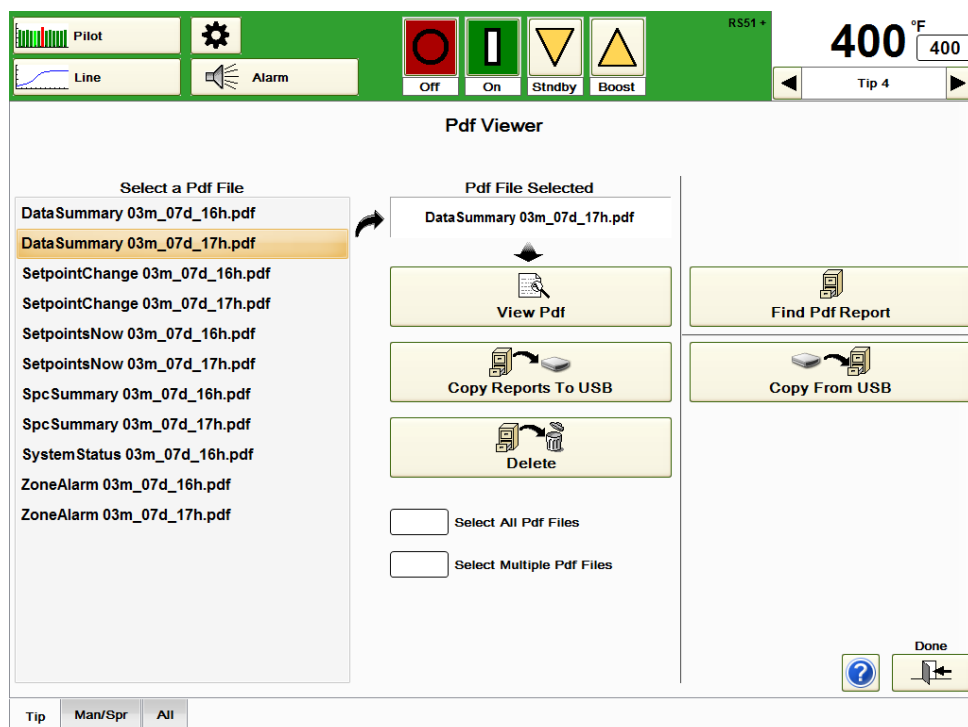 Pilot
Line
Alarm
Off
On
Stndby
Boost
RS51 +
400 °F
400
Tip 4
Pdf Viewer
Select a Pdf File
DataSummary 03m_07d_16h.pdf
DataSummary 03m_07d_17h.pdf
SetpointChange 03m_07d_16h.pdf
SetpointChange 03m_07d_17h.pdf
SetpointsNow 03m_07d_16h.pdf
SetpointsNow 03m_07d_17h.pdf
SpcSummary 03m_07d_16h.pdf
SpcSummary 03m_07d_17h.pdf
SystemStatus 03m_07d_16h.pdf
ZoneAlarm 03m_07d_16h.pdf
ZoneAlarm 03m_07d_17h.pdf
Pdf File Selected
DataSummary 03m_07d_17h.pdf
View Pdf
Copy Reports To USB
Delete
Select All Pdf Files
Select Multiple Pdf Files
Find Pdf Report
Copy From USB
Done
?
Tip
Man/Spr
All